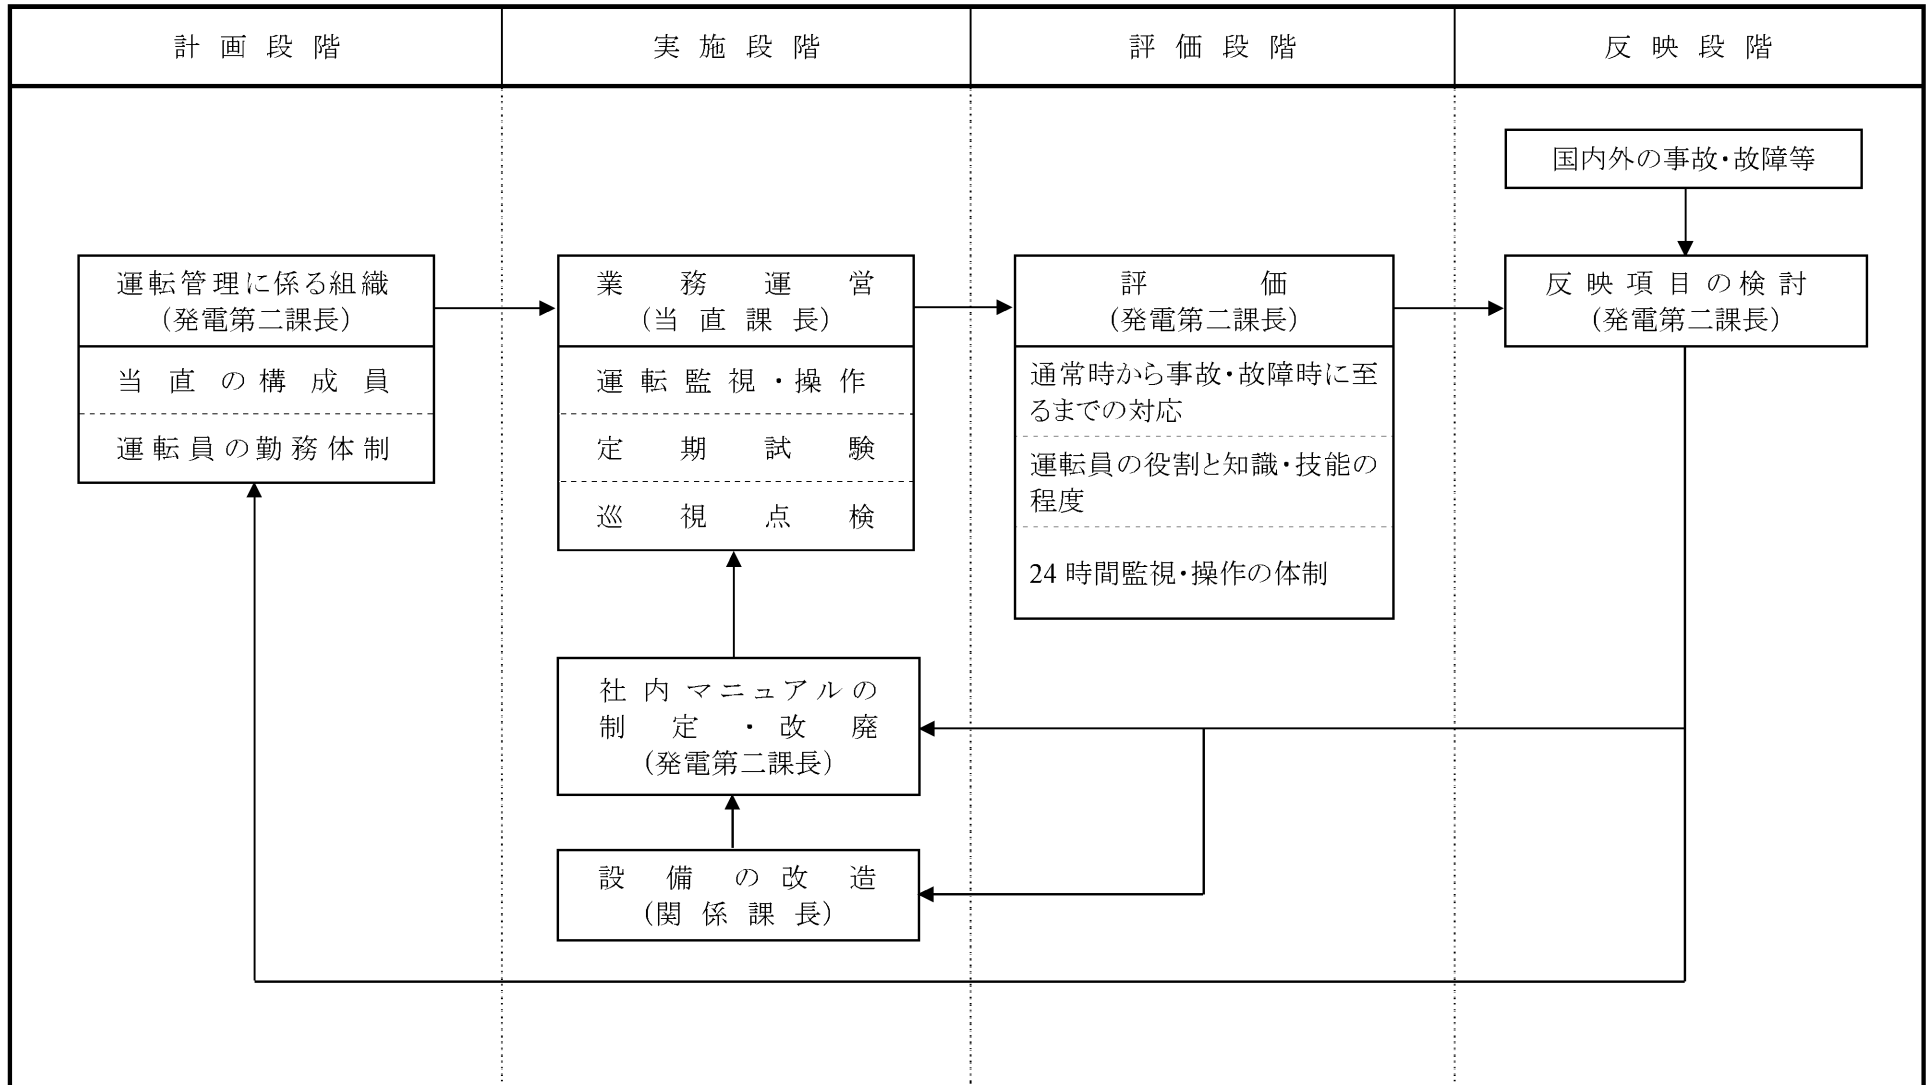 計画段階
実施段階
評価段階
反映段階
国内外の事故・故障等
運転管理に係る組織
(発電第二課長)
当直の構成員
運転員の勤務体制
業務運営
(当直課長)
運転監視・操作
定期試験
巡視点検
評価
(発電第二課長)
通常時から事故・故障時に至
るまでの対応
運転員の役割と知識・技能の
程度
24 時間監視・操作の体制
反映項目の検討
(発電第二課長)
社内マニュアルの
制定・改廃
(発電第二課長)
設備の改造
(関係課長)